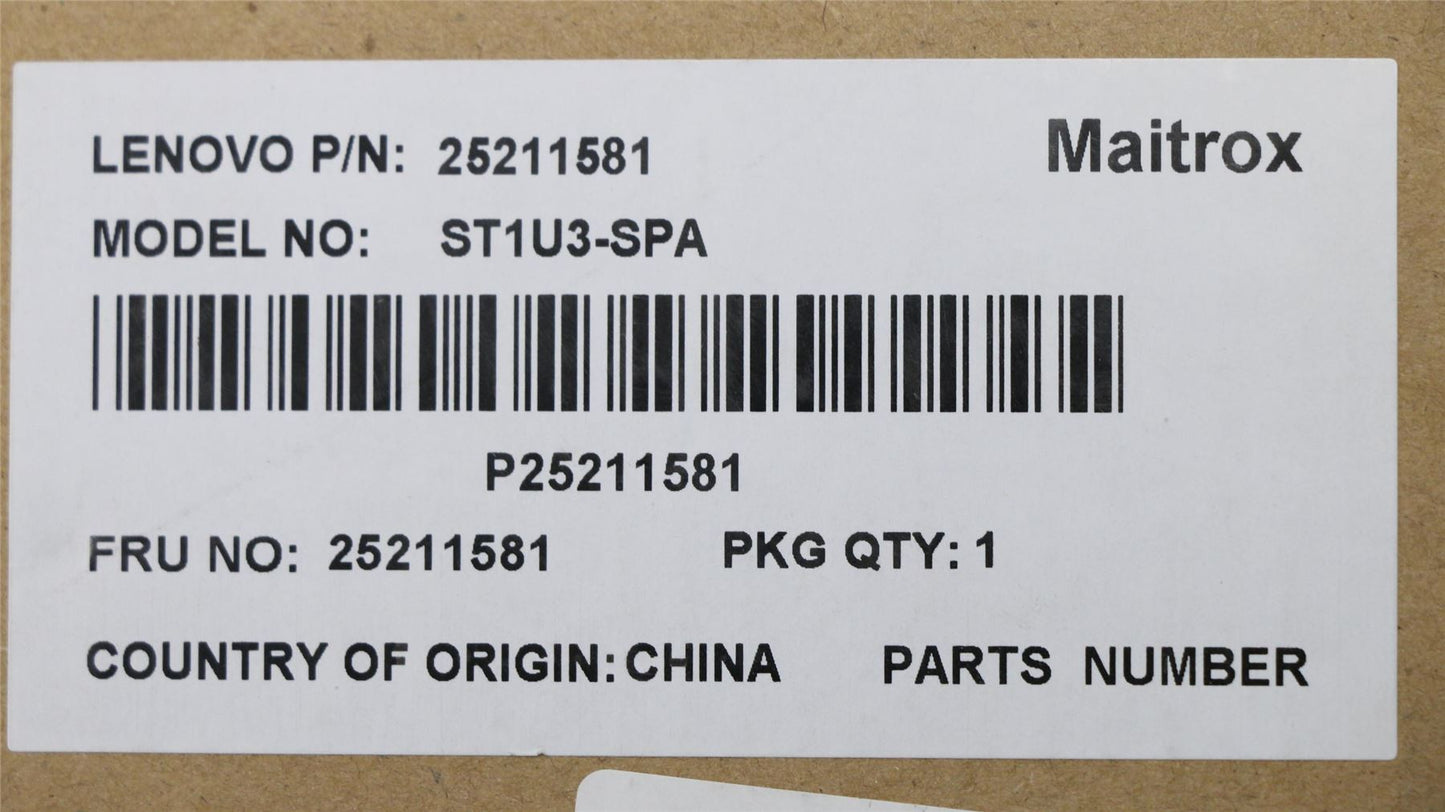 LENOVO P/N: 25211581
Maitrox
MODEL NO: ST1U3-SPA
P25211581
FRU NO: 25211581 PKG QTY: 1
COUNTRY OF ORIGIN: CHINA PARTS NUMBER